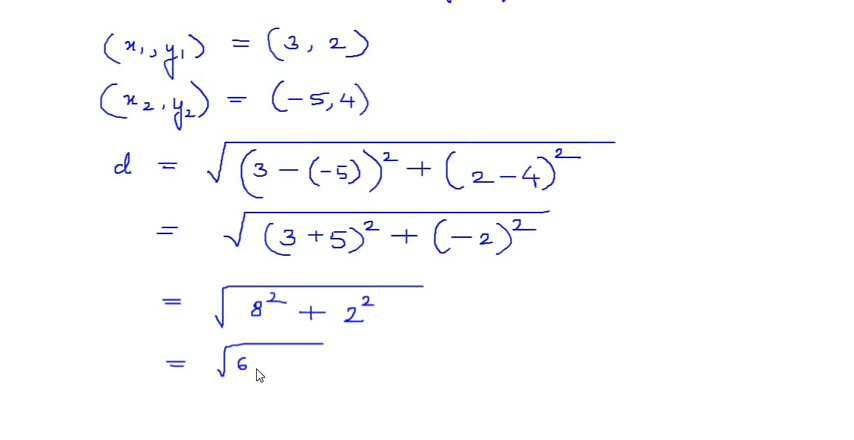 (x₁, y₁) = (3, 2)
(x₂, y₂) = (-5, 4)
d = √((3 - (-5))² + (2 - 4)²)
= √((3 + 5)² + (-2)²)
= √(8² + 2²)
= √6